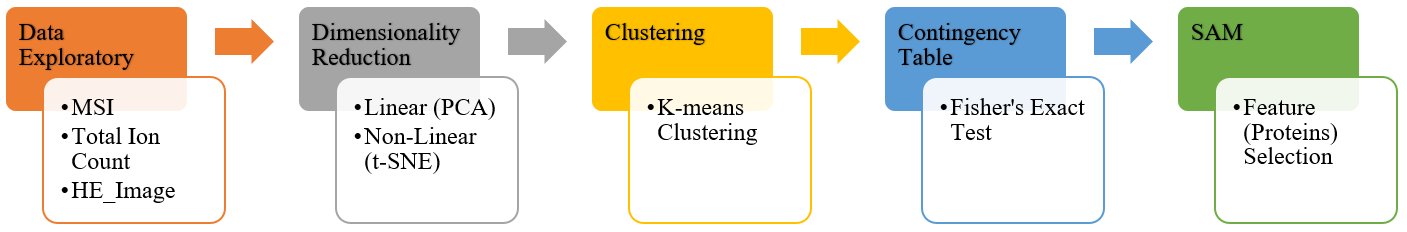 Data
Exploratory
•MSI
•Total Ion
Count
•HE_Image
Dimensionality
Reduction
•Linear (PCA)
•Non-Linear
(t-SNE)
Clustering
•K-means
Clustering
Contingency
Table
•Fisher's Exact
Test
SAM
•Feature
(Proteins)
Selection